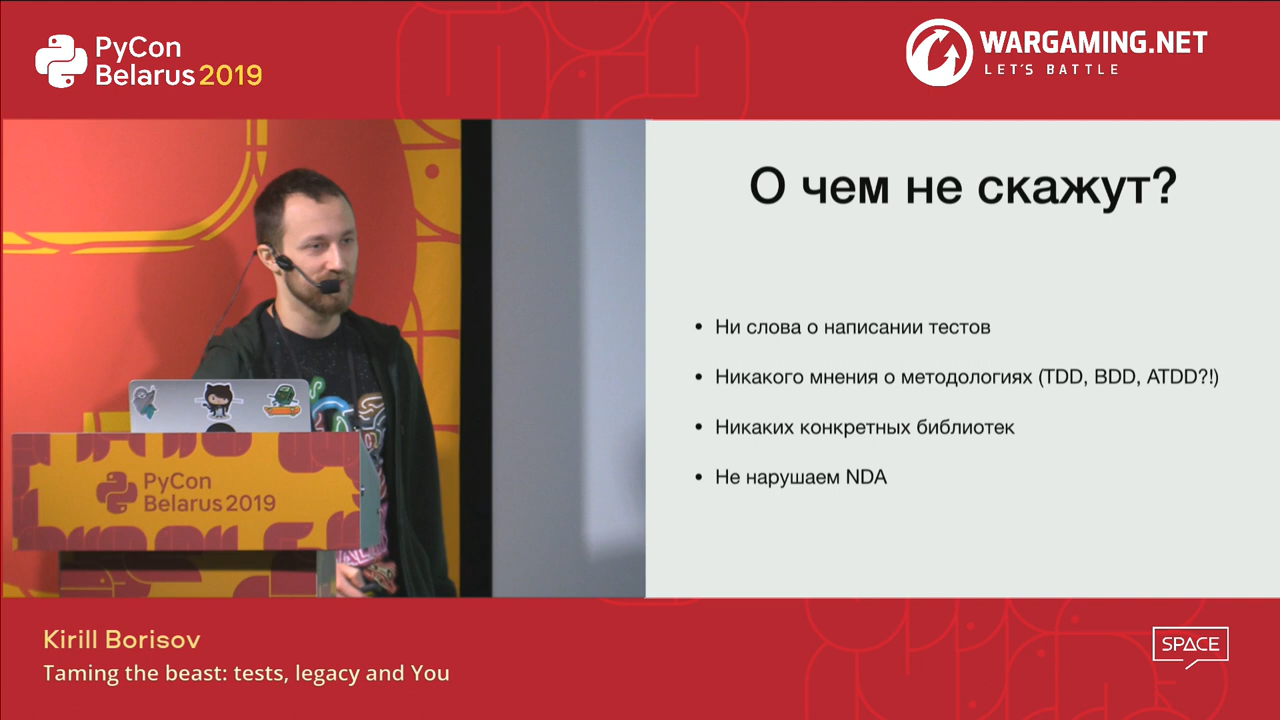 PyCon
Belarus 2019
WARGAMING.NET
LET'S BATTLE
О чем не скажут?
• Ни слова о написании тестов
• Никакого мнения о методологиях (TDD, BDD, ATDD?!)
• Никаких конкретных библиотек
• Не нарушаем NDA
PyCon
Belarus 2019
Kirill Borisov
Taming the beast: tests, legacy and You
SPACE